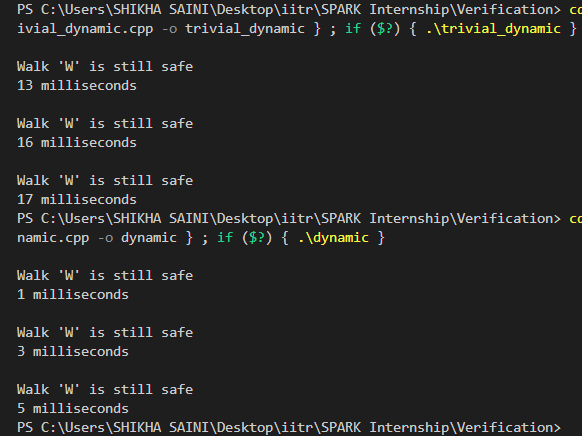 PS C:\Users\SHIKHA SAINI\Desktop\iitr\SPARK Internship\Verification> cd
ivial_dynamic.cpp -o trivial_dynamic } ; if ($?) { .\trivial_dynamic }
Walk 'W' is still safe
13 milliseconds
Walk 'W' is still safe
16 milliseconds
Walk 'W' is still safe
17 milliseconds
PS C:\Users\SHIKHA SAINI\Desktop\iitr\SPARK Internship\Verification> cd
namic.cpp -o dynamic } ; if ($?) { .\dynamic }
Walk 'W' is still safe
1 milliseconds
Walk 'W' is still safe
3 milliseconds
Walk 'W' is still safe
5 milliseconds
PS C:\Users\SHIKHA SAINI\Desktop\iitr\SPARK Internship\Verification>